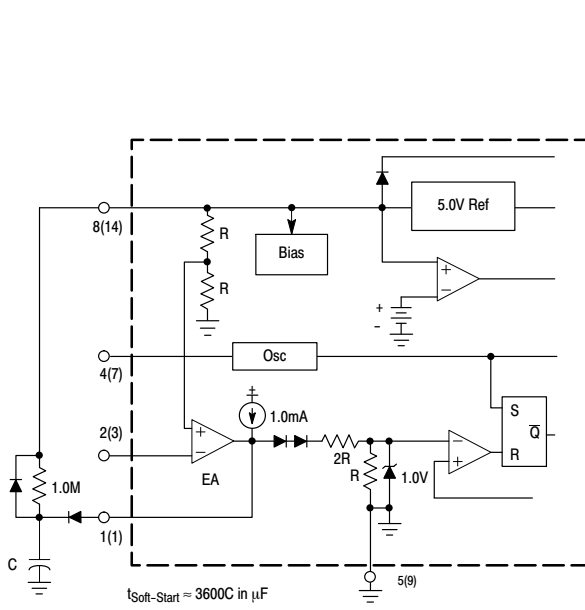 5.0V Ref
8(14)
R
Bias
R
+
−
+
−
4(7)
Osc
+
1.0mA
S
Q̅
R
2(3)
+
−
EA
2R
R
1.0V
−
+
1.0M
1(1)
C
5(9)
tSoft−Start ≈ 3600C in μF